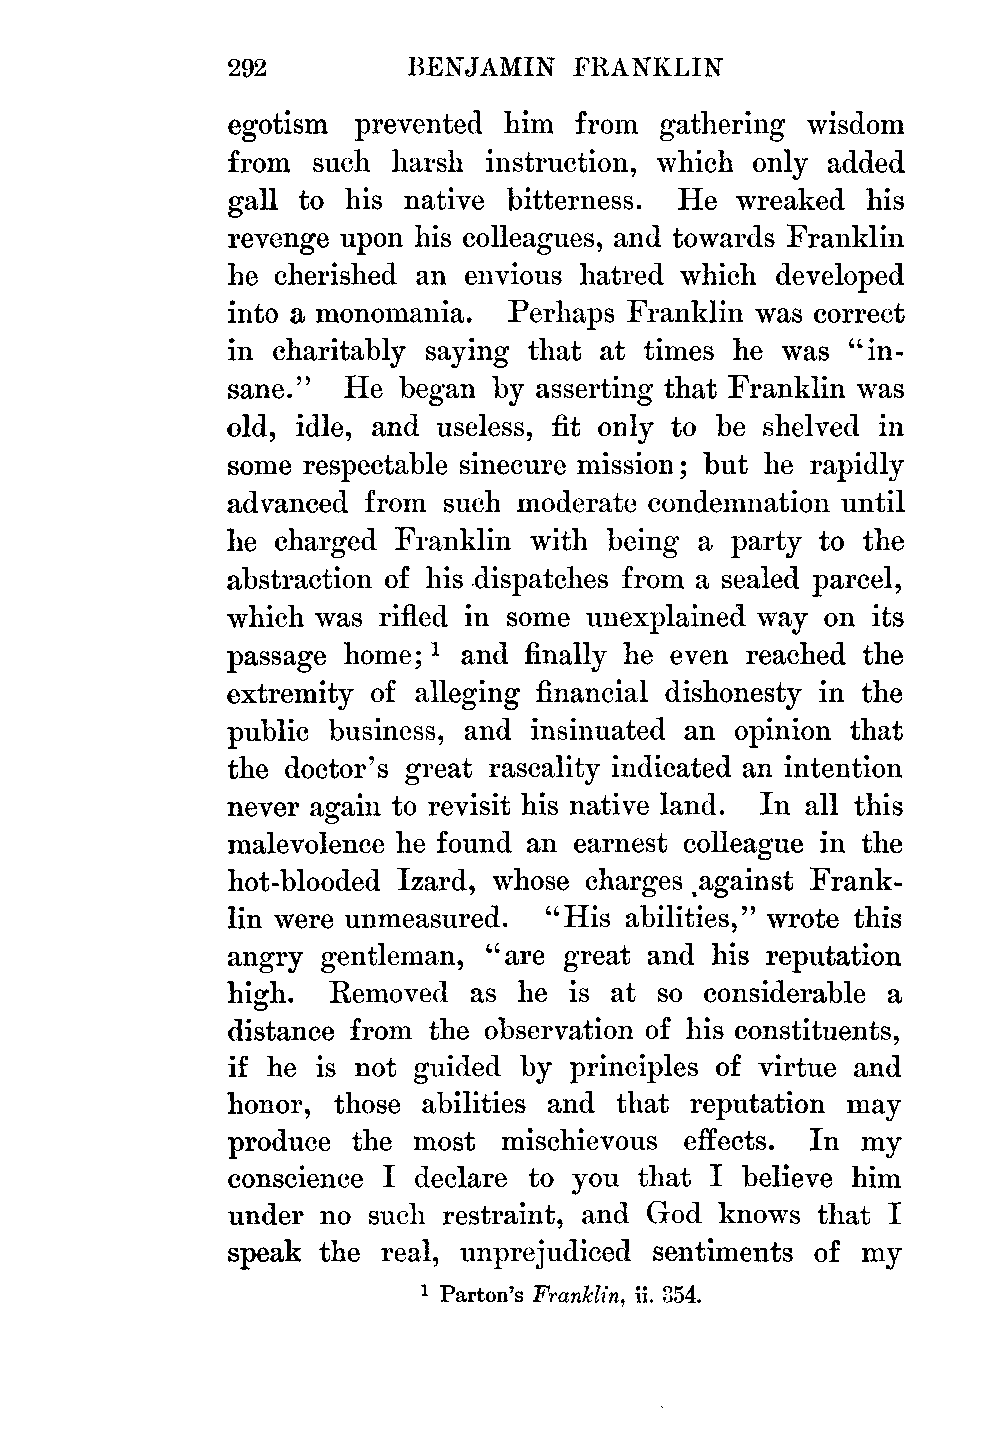 292 BENJAMIN FRANKLIN
egotism prevented him from gathering wisdom
from such harsh instruction, which only added
gall to his native bitterness. He wreaked his
revenge upon his colleagues, and towards Franklin
he cherished an envious hatred which developed
into a monomania. Perhaps Franklin was correct
in charitably saying that at times he was “in-
sane.” He began by asserting that Franklin was
old, idle, and useless, fit only to be shelved in
some respectable sinecure mission; but he rapidly
advanced from such moderate condemnation until
he charged Franklin with being a party to the
abstraction of his dispatches from a sealed parcel,
which was rifled in some unexplained way on its
passage home; ¹ and finally he even reached the
extremity of alleging financial dishonesty in the
public business, and insinuated an opinion that
the doctor’s great rascality indicated an intention
never again to revisit his native land. In all this
malevolence he found an earnest colleague in the
hot-blooded Izard, whose charges against Frank-
lin were unmeasured. “His abilities,” wrote this
angry gentleman, “are great and his reputation
high. Removed as he is at so considerable a
distance from the observation of his constituents,
if he is not guided by principles of virtue and
honor, those abilities and that reputation may
produce the most mischievous effects. In my
conscience I declare to you that I believe him
under no such restraint, and God knows that I
speak the real, unprejudiced sentiments of my
¹ Parton’s Franklin, ii. 354.